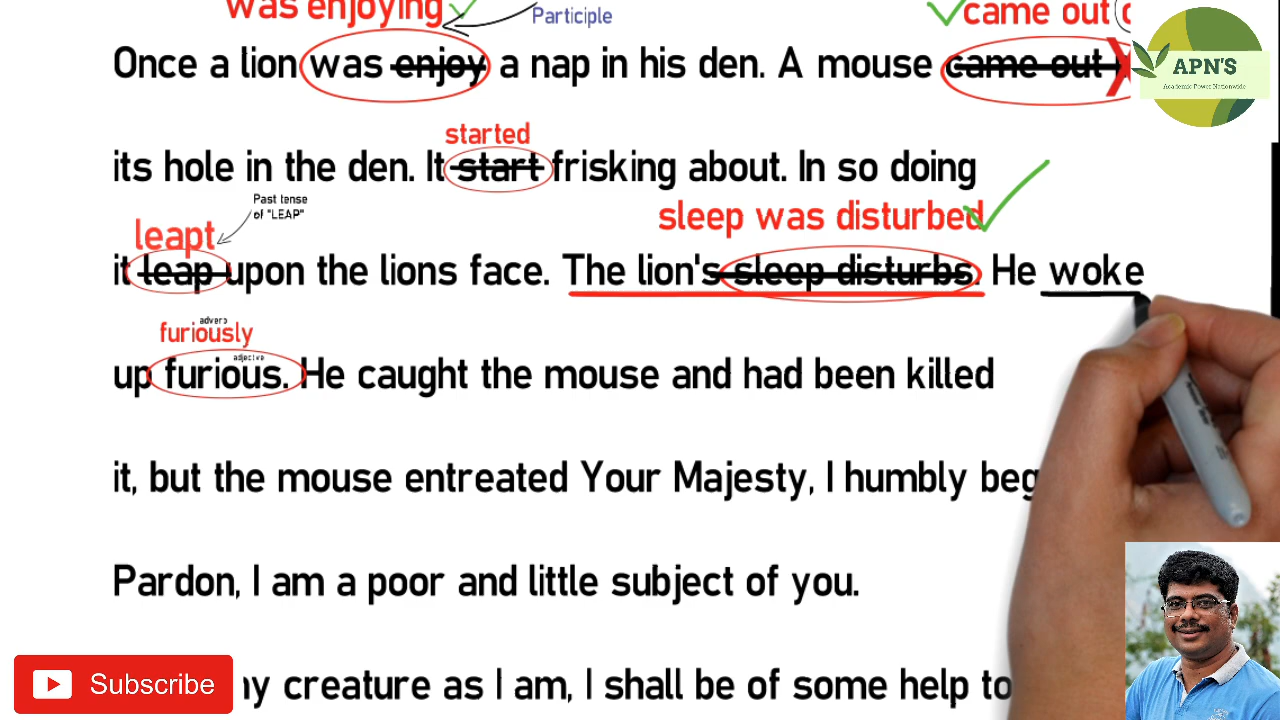 was enjoying
Participle
came out
Once a lion was enjoy a nap in his den. A mouse came out
APN'S
Academic Power Nationwide
started
its hole in the den. It start frisking about. In so doing
Past tense
of "LEAP"
leapt
sleep was disturbed
it leap upon the lions face. The lion's sleep disturbs. He woke
adverb
furiously
adjective
up furious. He caught the mouse and had been killed
it, but the mouse entreated Your Majesty, I humbly beg
Pardon, I am a poor and little subject of you.
Subscribe
creature as I am, I shall be of some help to